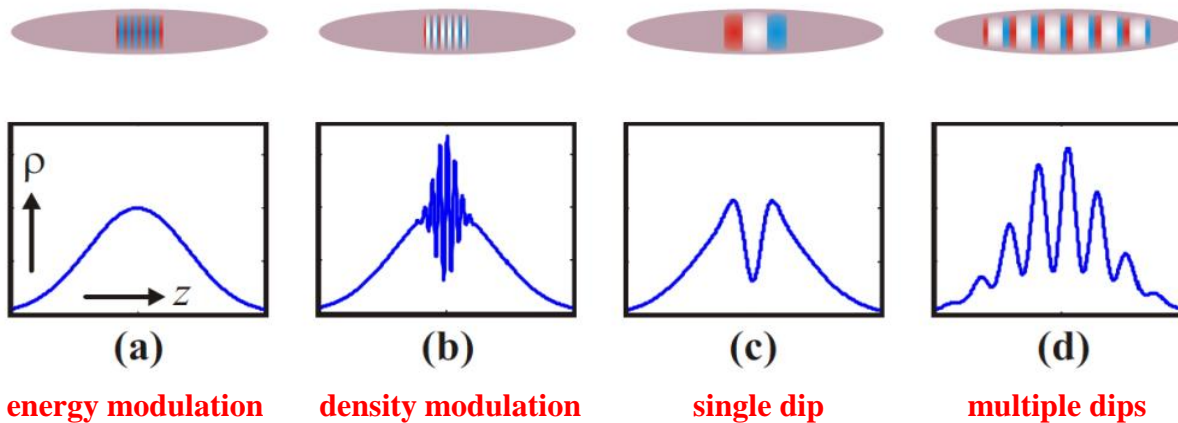 ρ
z
(a) (b) (c) (d)
energy modulation density modulation single dip multiple dips